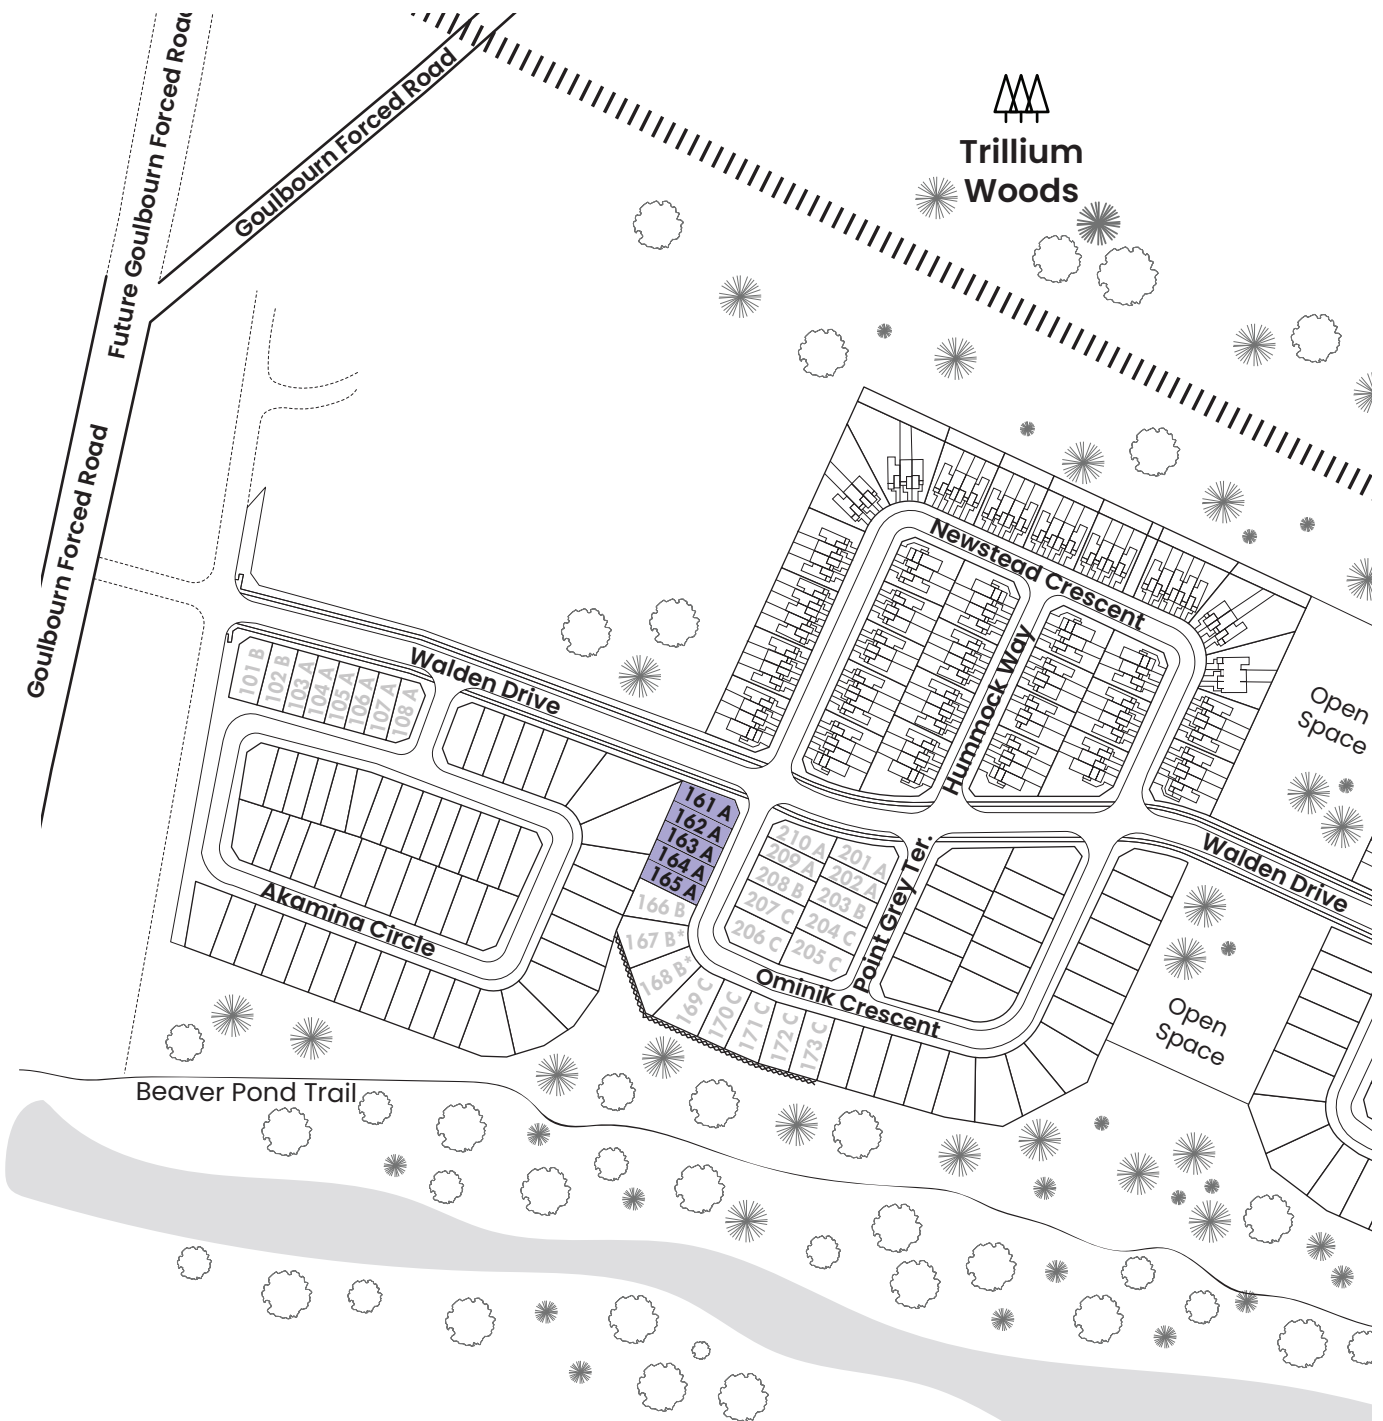 Future Goulbourn Forced Road
Goulbourn Forced Road
Trillium
Woods
Goulbourn Forced Road
Newstead Crescent
Hummock Way
Walden Drive
101 B
102 B
103 A
104 A
105 A
106 A
107 A
108 A
Open
Space
161 A
162 A
163 A
164 A
165 A
166 B
167 B*
168 B*
169 C
170 C
171 C
172 C
173 C
210 A
209 A
208 B
207 C
206 C
201 A
202 A
203 B
204 C
205 C
Point Grey Ter.
Walden Drive
Akamina Circle
Ominik Crescent
Open
Space
Beaver Pond Trail